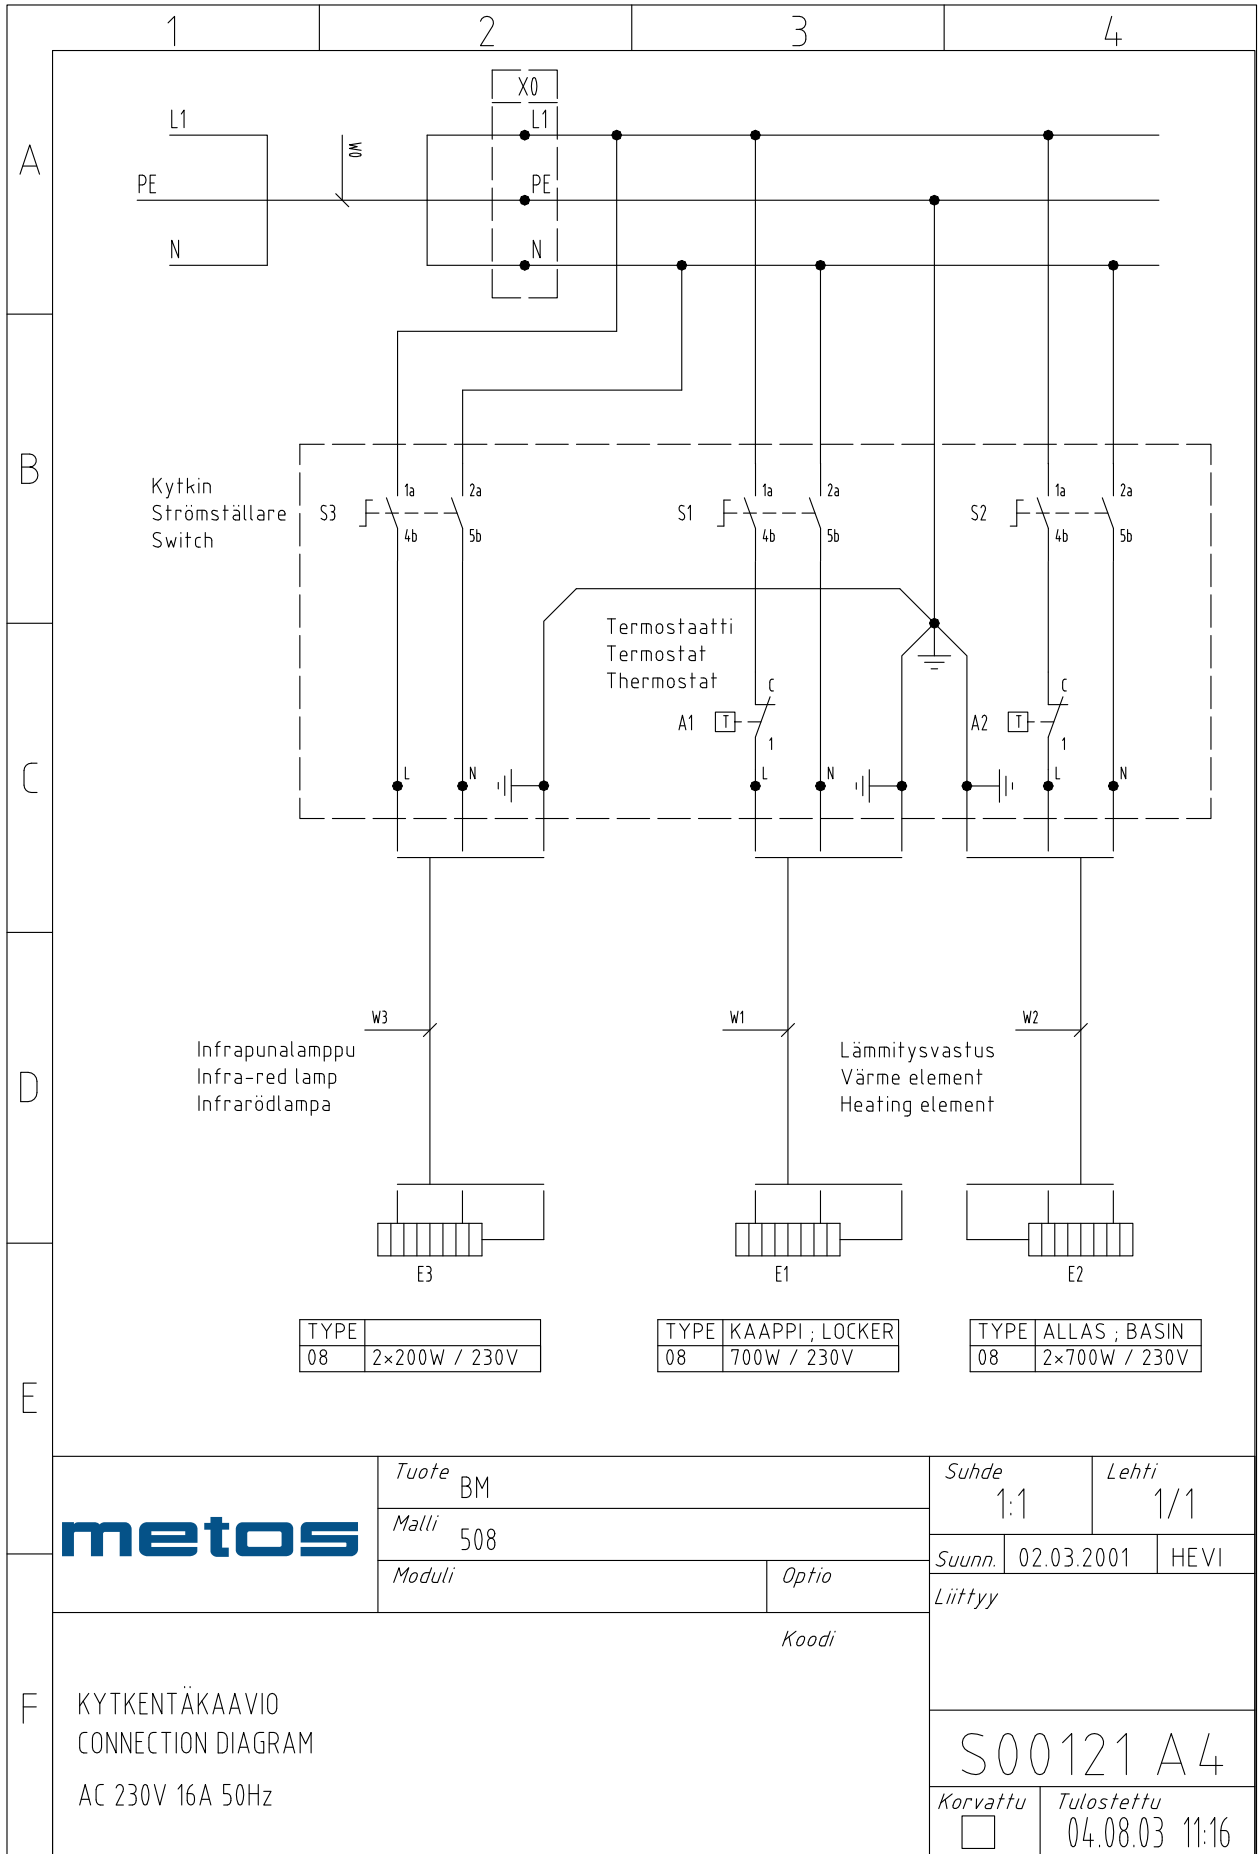 1 2 3 4
A
B
C
D
E
F
X0
L1
PE
N
W0
L1
PE
N
Kytkin
Strömställare
Switch
S3
1a
2a
4b
5b
S1
1a
2a
4b
5b
S2
1a
2a
4b
5b
Termostaatti
Termostat
Thermostat
A1
T
C
1
A2
T
C
1
L
N
L
N
L
N
W3
W1
W2
Infrapunalamppu
Infra-red lamp
Infrarödlampa
Lämmitysvastus
Värme element
Heating element
E3
E1
E2
TYPE
08 2×200W / 230V
TYPE KAAPPI ; LOCKER
08 700W / 230V
TYPE ALLAS ; BASIN
08 2×700W / 230V
metos
Tuote BM
Malli 508
Moduli
Optio
Koodi
Suhde
1:1
Lehti
1/1
Suunn. 02.03.2001 HEVI
Liittyy
KYTKENTÄKAAVIO
CONNECTION DIAGRAM
AC 230V 16A 50Hz
S00121 A4
Korvattu
Tulostettu
04.08.03 11:16